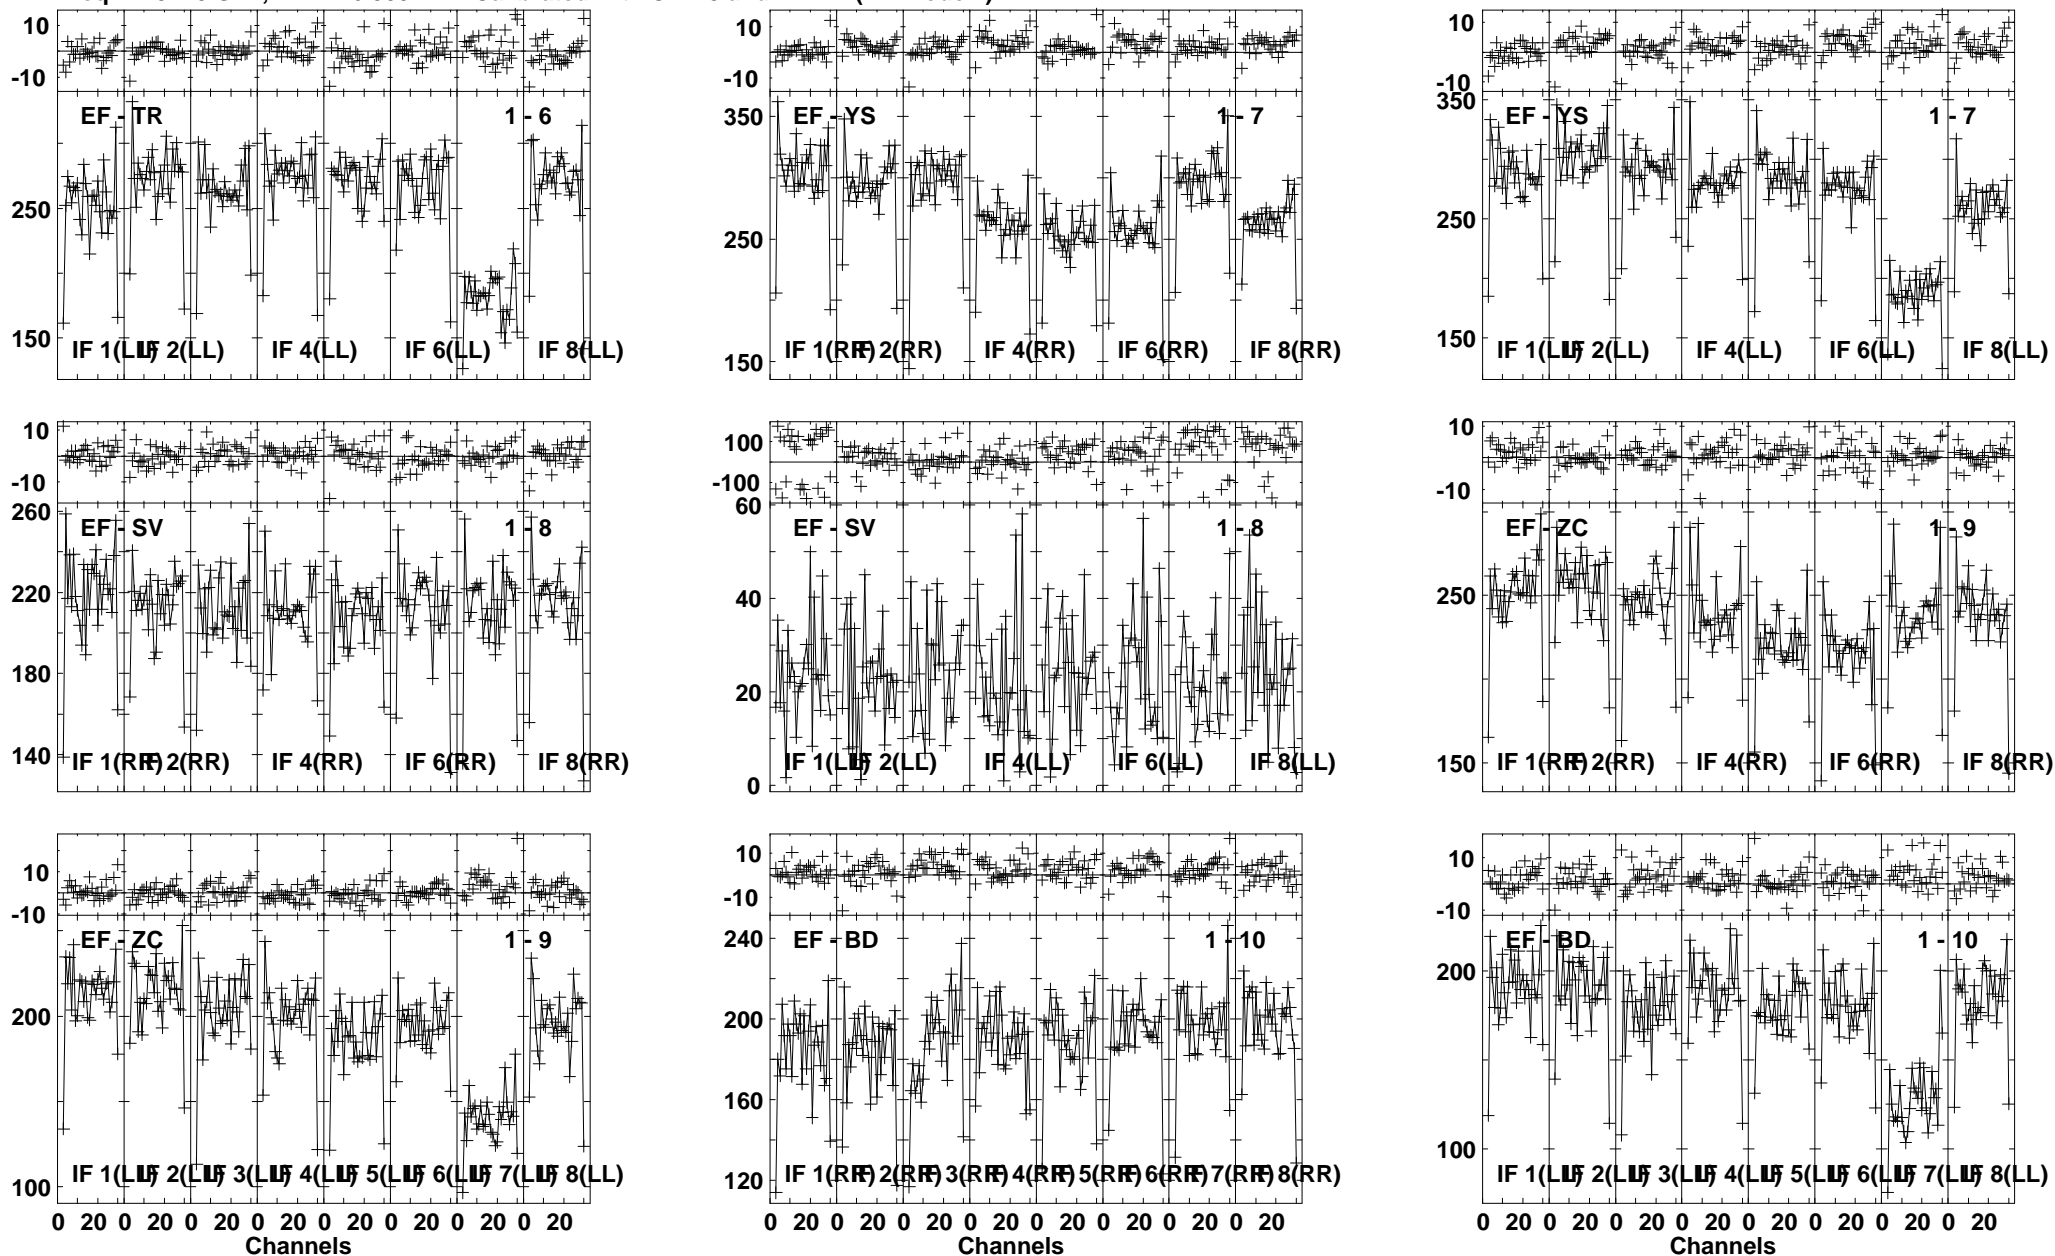 10
-10
EF - TR 1 - 6
250
150
IF 1(LL) IF 2(LL) IF 4(LL) IF 6(LL) IF 8(LL)
10
-10
350
EF - YS 1 - 7
250
150
IF 1(RR) IF 2(RR) IF 4(RR) IF 6(RR) IF 8(RR)
10
-10
350
EF - YS 1 - 7
250
150
IF 1(LL) IF 2(LL) IF 4(LL) IF 6(LL) IF 8(LL)
10
-10
260
EF - SV 1 - 8
220
180
140
IF 1(RR) IF 2(RR) IF 4(RR) IF 6(RR) IF 8(RR)
100
-100
60
EF - SV 1 - 8
40
20
0
IF 1(LL) IF 2(LL) IF 4(LL) IF 6(LL) IF 8(LL)
10
-10
EF - ZC 1 - 9
250
150
IF 1(RR) IF 2(RR) IF 4(RR) IF 6(RR) IF 8(RR)
10
-10
EF - ZC 1 - 9
200
100
IF 1(LL) IF 2(LL) IF 3(LL) IF 4(LL) IF 5(LL) IF 6(LL) IF 7(LL) IF 8(LL)
0 20 0 20 0 20 0 20 0 20 0 20 0 20 0 20
Channels
10
-10
240
EF - BD 1 - 10
200
160
120
IF 1(RR) IF 2(RR) IF 3(RR) IF 4(RR) IF 5(RR) IF 6(RR) IF 7(RR) IF 8(RR)
0 20 0 20 0 20 0 20 0 20 0 20 0 20 0 20
Channels
10
-10
EF - BD 1 - 10
200
100
IF 1(LL) IF 2(LL) IF 3(LL) IF 4(LL) IF 5(LL) IF 6(LL) IF 7(LL) IF 8(LL)
0 20 0 20 0 20 0 20 0 20 0 20 0 20 0 20
Channels